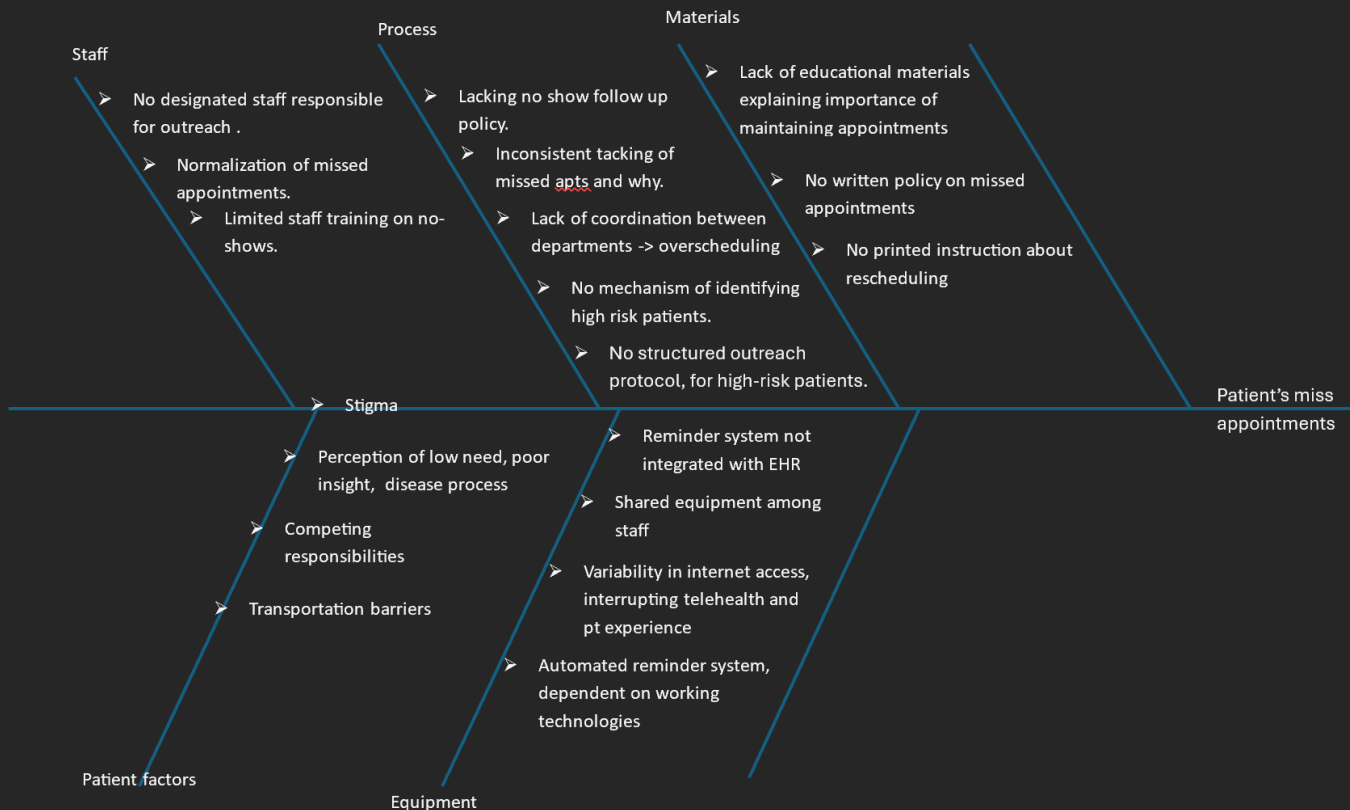 Staff
No designated staff responsible
for outreach .
Normalization of missed
appointments.
Limited staff training on no-
shows.
Process
Lacking no show follow up
policy.
Inconsistent tacking of
missed apts and why.
Lack of coordination between
departments -> overscheduling
No mechanism of identifying
high risk patients.
No structured outreach
protocol, for high-risk patients.
Materials
Lack of educational materials
explaining importance of
maintaining appointments
No written policy on missed
appointments
No printed instruction about
rescheduling
Patient’s miss
appointments
Stigma
Perception of low need, poor
insight, disease process
Competing
responsibilities
Transportation barriers
Patient factors
Reminder system not
integrated with EHR
Shared equipment among
staff
Variability in internet access,
interrupting telehealth and
pt experience
Automated reminder system,
dependent on working
technologies
Equipment